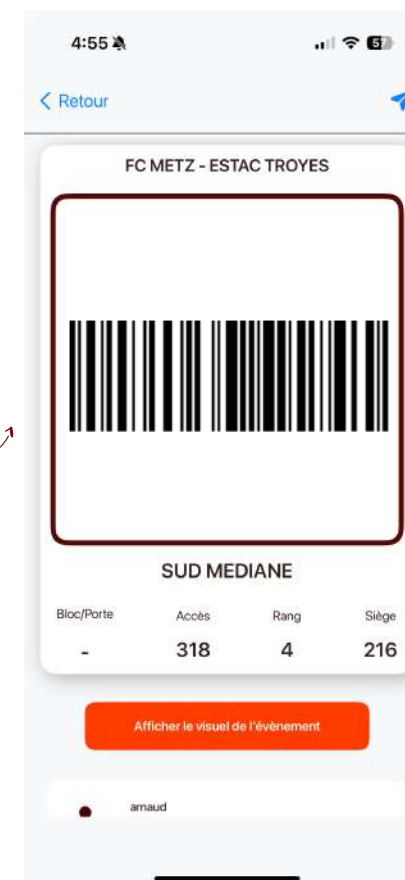 4:55
57
Retour
FC METZ - ESTAC TROYES
SUD MEDIANE
Bloc/Porte Accès Rang Siège
- 318 4 216
Afficher le visuel de l'évènement
arnaud